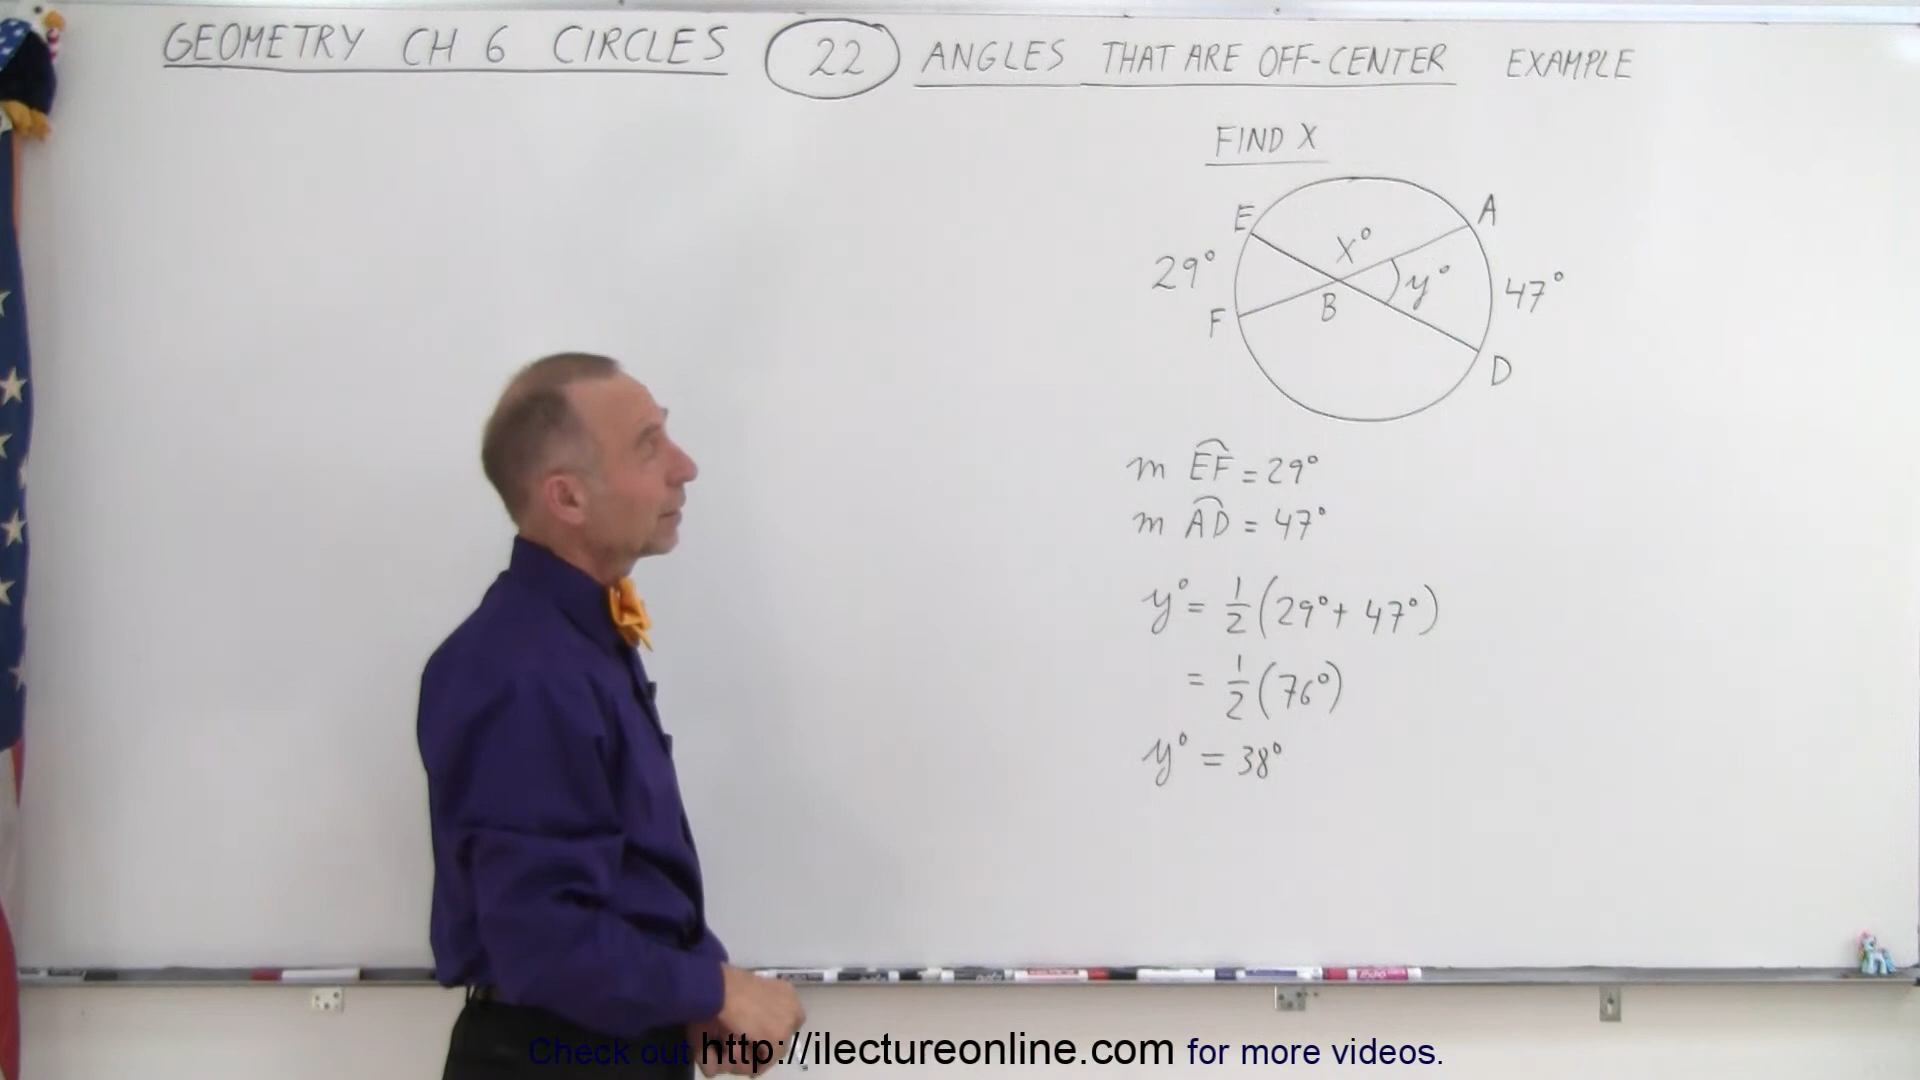 GEOMETRY CH 6 CIRCLES 22 ANGLES THAT ARE OFF-CENTER EXAMPLE
FIND X
E
A
X°
29°
y°
47°
B
F
D
m EF = 29°
m AD = 47°
y° = 1/2 (29° + 47°)
= 1/2 (76°)
y° = 38°
Check out http://ilectureonline.com for more videos.